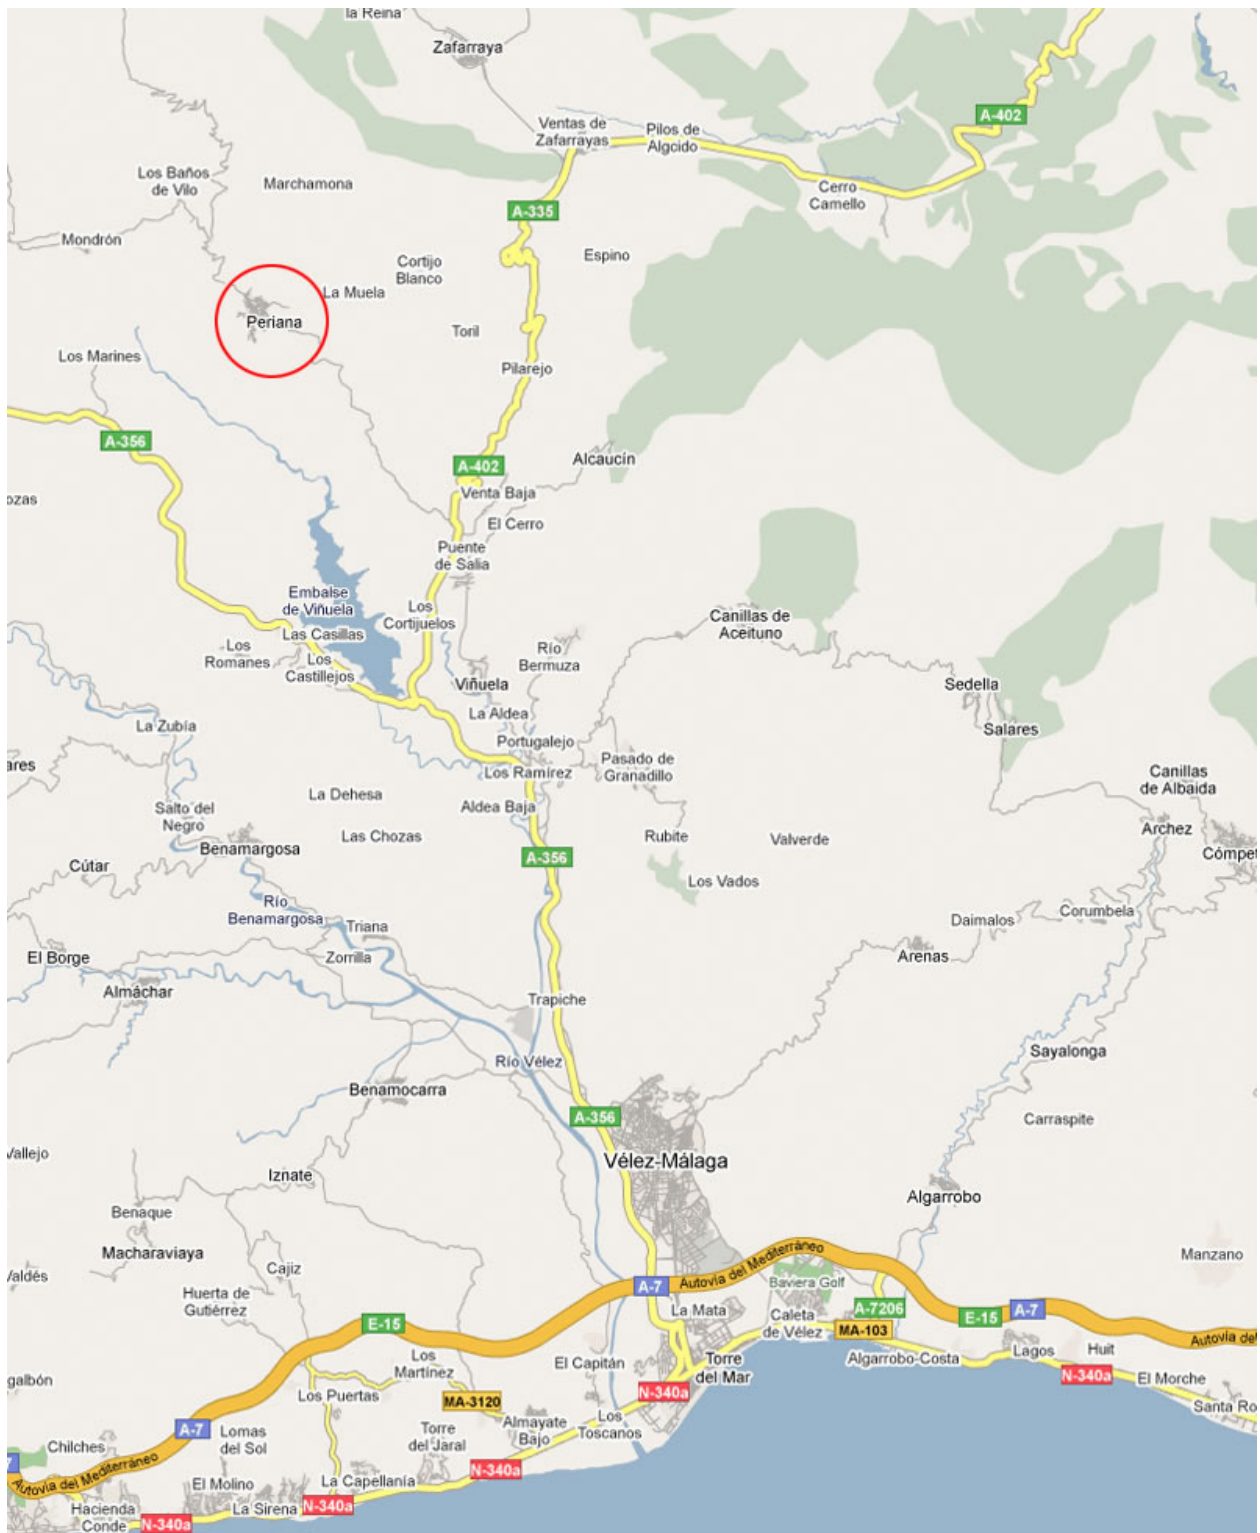 la Reina
Zafarraya
A-402
Ventas de
Zafarrayas
Pilos de
Algcido
Los Baños
de Vilo
Marchamona
Cerro
Camello
A-335
Mondrón
Espino
Cortijo
Blanco
La Muela
Periana
Toril
Los Marines
Pilarejo
A-356
A-402
Alcaucín
Venta Baja
ozas
El Cerro
Puente
de Salia
Embalse
de Viñuela
Los
Cortijuelos
Canillas de
Aceituno
Las Casillas
Los
Romanes
Los
Castillejos
Río
Bermuza
Viñuela
Sedella
La Aldea
La Zubía
Salares
Portugalejo
ares
Los Ramírez
Pasado de
Granadillo
Canillas
de Albaida
La Dehesa
Aldea Baja
Salto del
Negro
Las Chozas
Rubite
Valverde
Archez
Benamargosa
Cómpet
A-356
Cútar
Los Vados
Río
Benamargosa
Triana
Daimalos
Corumbela
El Borge
Zorrilla
Arenas
Almáchar
Trapiche
Río Vélez
Sayalonga
Benamocarra
A-356
Carraspite
Vallejo
Vélez-Málaga
Iznate
Algarrobo
Benaque
Macharaviaya
Manzano
Cajiz
Valdés
Autovía del Mediterráneo
Baviera Golf
Huerta de
Gutiérrez
A-7
La Mata
Caleta
de Vélez
A-7206
E-15
A-7
E-15
MA-103
Autovía del
Los
Martínez
El Capitán
Torre
del Mar
Algarrobo-Costa
Lagos
Huit
galbón
Los Puertas
MA-3120
N-340a
N-340a
El Morche
Santa Ro
A-7
Lomas
del Sol
Almayate
Bajo
Los
Toscanos
Chilches
Torre
del Jaral
7
Autovía del Mediterráneo
El Molino
La Capellanía
N-340a
Hacienda
Conde
La Sirena
N-340a
N-340a